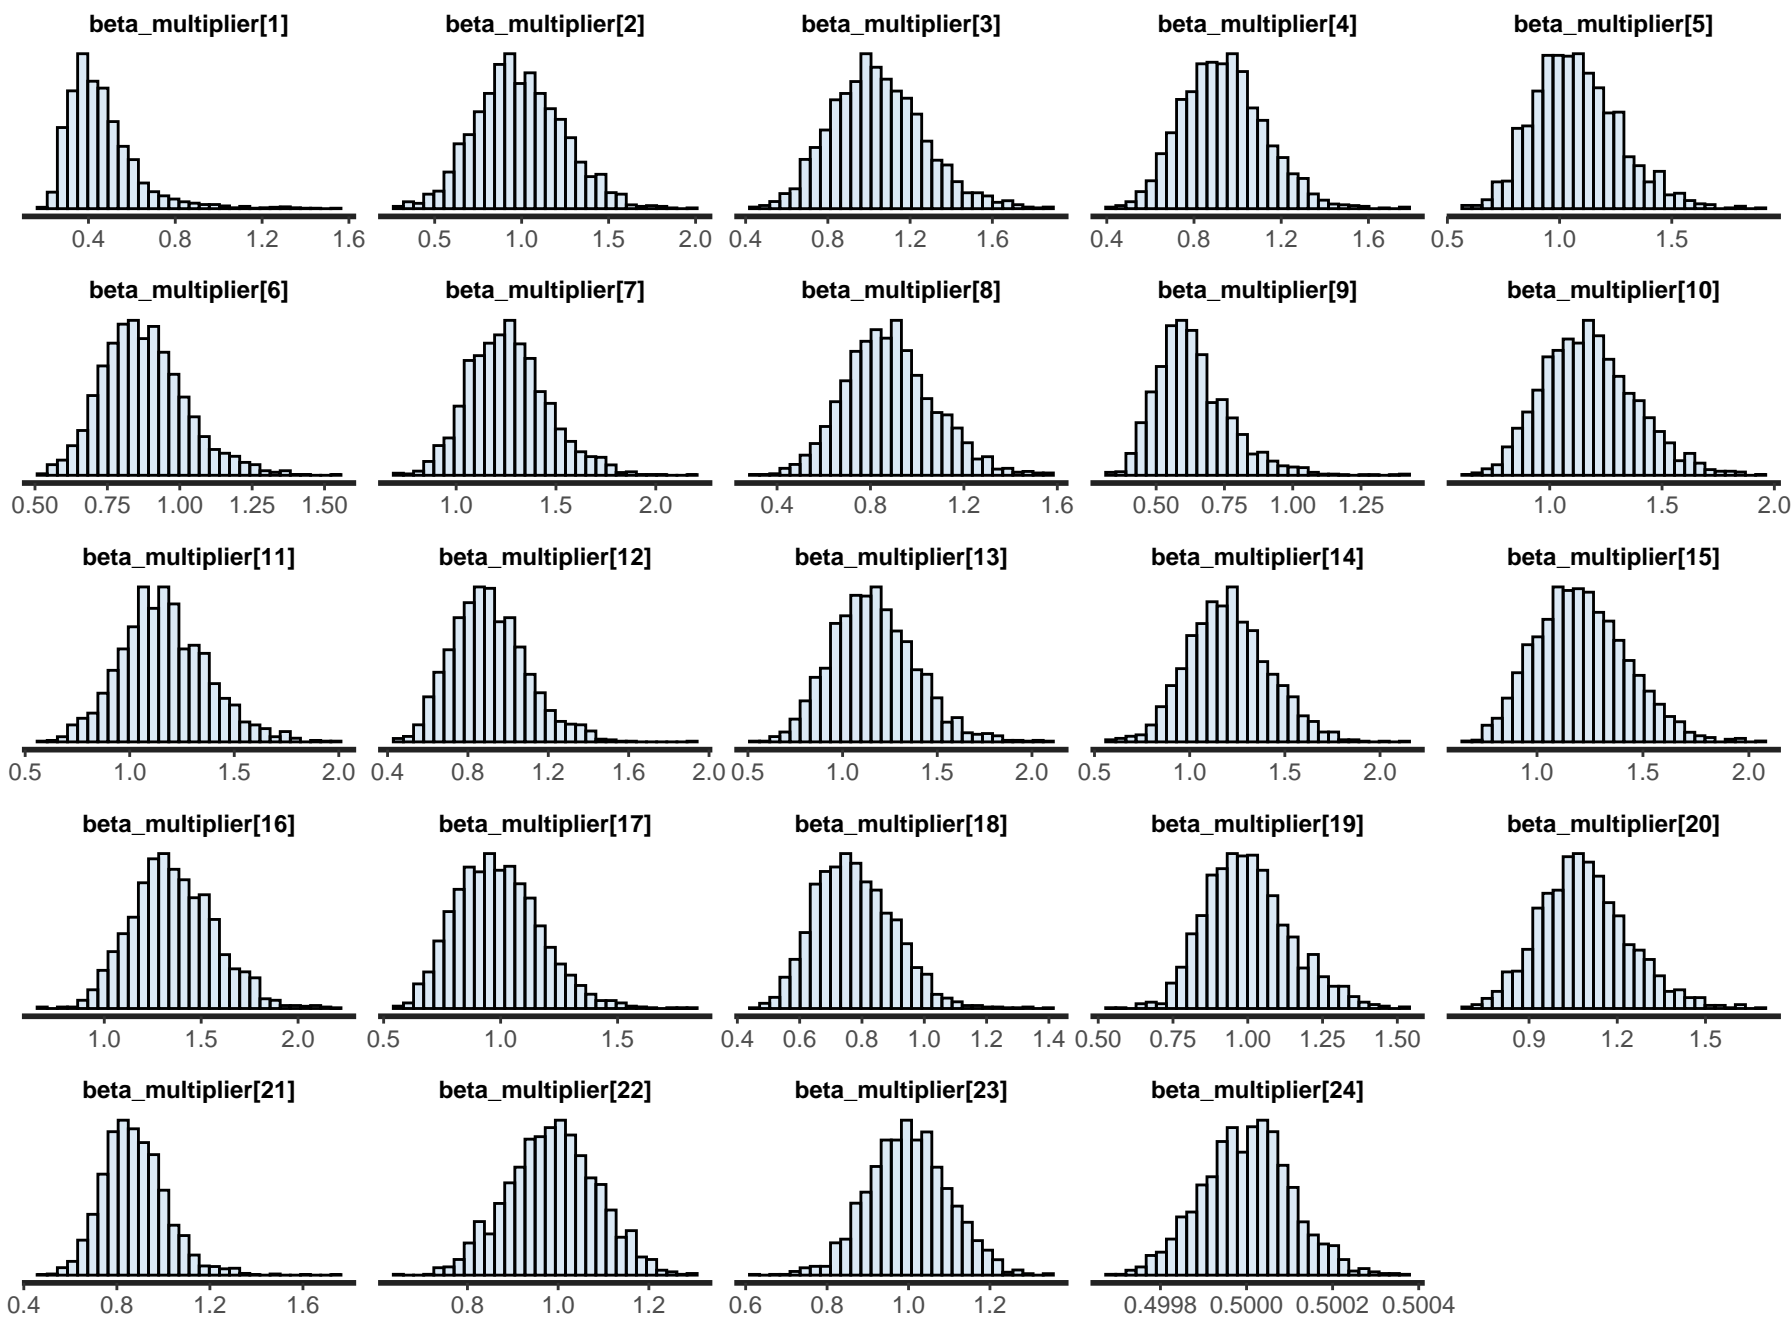 beta_multiplier[1] beta_multiplier[2] beta_multiplier[3] beta_multiplier[4] beta_multiplier[5]
0.4 0.8 1.2 1.6 0.5 1.0 1.5 2.0 0.4 0.8 1.2 1.6 0.4 0.8 1.2 1.6 0.5 1.0 1.5
beta_multiplier[6] beta_multiplier[7] beta_multiplier[8] beta_multiplier[9] beta_multiplier[10]
0.50 0.75 1.00 1.25 1.50 1.0 1.5 2.0 0.4 0.8 1.2 1.6 0.50 0.75 1.00 1.25 1.0 1.5 2.0
beta_multiplier[11] beta_multiplier[12] beta_multiplier[13] beta_multiplier[14] beta_multiplier[15]
0.5 1.0 1.5 2.0 0.4 0.8 1.2 1.6 2.0 0.5 1.0 1.5 2.0 0.5 1.0 1.5 2.0 1.0 1.5 2.0
beta_multiplier[16] beta_multiplier[17] beta_multiplier[18] beta_multiplier[19] beta_multiplier[20]
1.0 1.5 2.0 0.5 1.0 1.5 0.4 0.6 0.8 1.0 1.2 1.4 0.50 0.75 1.00 1.25 1.50 0.9 1.2 1.5
beta_multiplier[21] beta_multiplier[22] beta_multiplier[23] beta_multiplier[24]
0.4 0.8 1.2 1.6 0.8 1.0 1.2 0.6 0.8 1.0 1.2 0.4998 0.5000 0.5002 0.5004